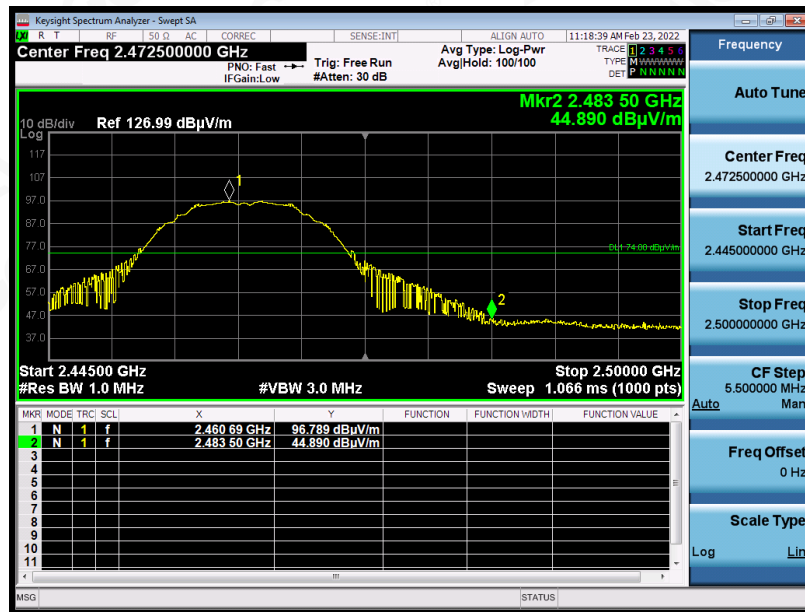 Keysight Spectrum Analyzer - Swept SA
LXI R T RF 50 Ω AC CORREC SENSE:INT ALIGN AUTO 11:18:39 AM Feb 23, 2022
Center Freq 2.472500000 GHz
PNO: Fast
IFGain:Low
Trig: Free Run
#Atten: 30 dB
Avg Type: Log-Pwr
Avg|Hold: 100/100
TRACE 1 2 3 4 5 6
TYPE M W W W W W
DET P N N N N N
Mkr2 2.483 50 GHz
44.890 dBµV/m
10 dB/div Ref 126.99 dBµV/m
Log
117
107
97.0
87.0
77.0
67.0
57.0
47.0
37.0
1
DL1 74.00 dBµV/m
2
Start 2.44500 GHz Stop 2.50000 GHz
#Res BW 1.0 MHz #VBW 3.0 MHz Sweep 1.066 ms (1000 pts)
MKR MODE TRC SCL X Y FUNCTION FUNCTION WIDTH FUNCTION VALUE
1 N 1 f 2.460 69 GHz 96.789 dBµV/m
2 N 1 f 2.483 50 GHz 44.890 dBµV/m
3
4
5
6
7
8
9
10
11
MSG STATUS
Frequency
Auto Tune
Center Freq
2.472500000 GHz
Start Freq
2.445000000 GHz
Stop Freq
2.500000000 GHz
CF Step
5.500000 MHz
Auto Man
Freq Offset
0 Hz
Scale Type
Log Lin